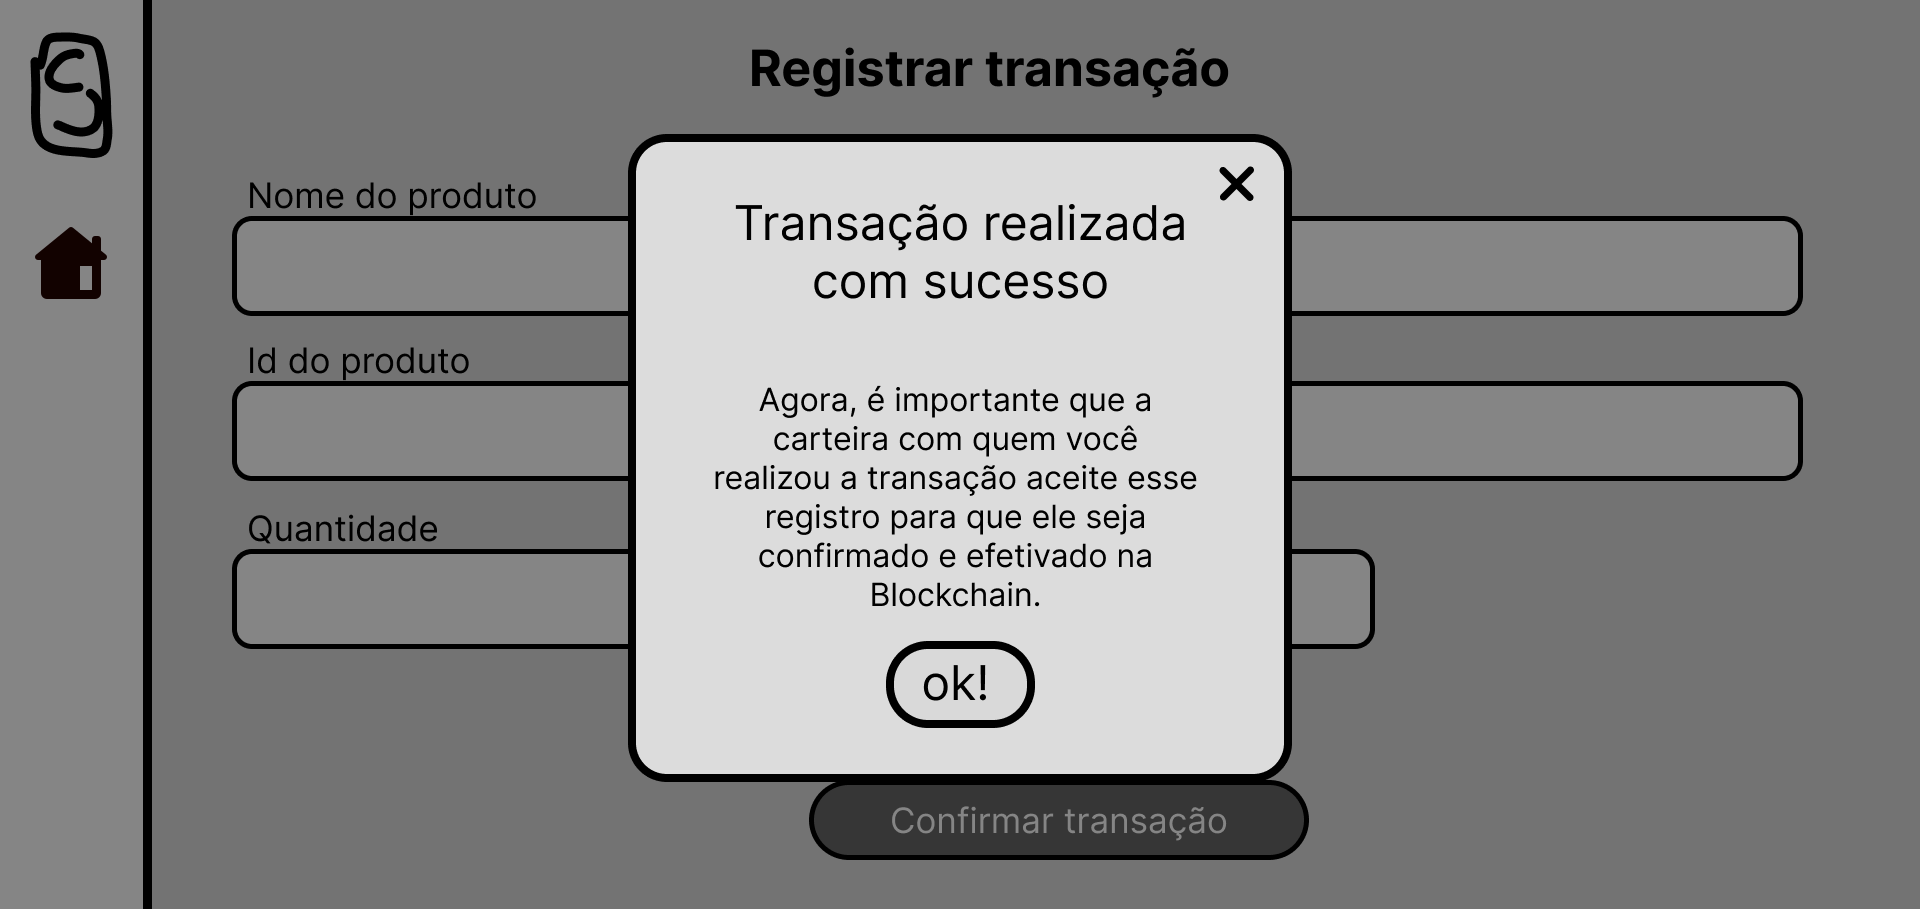 Registrar transação
Nome do produto
Id do produto
Quantidade
Transação realizada
com sucesso
Agora, é importante que a
carteira com quem você
realizou a transação aceite esse
registro para que ele seja
confirmado e efetivado na
Blockchain.
ok!
Confirmar transação